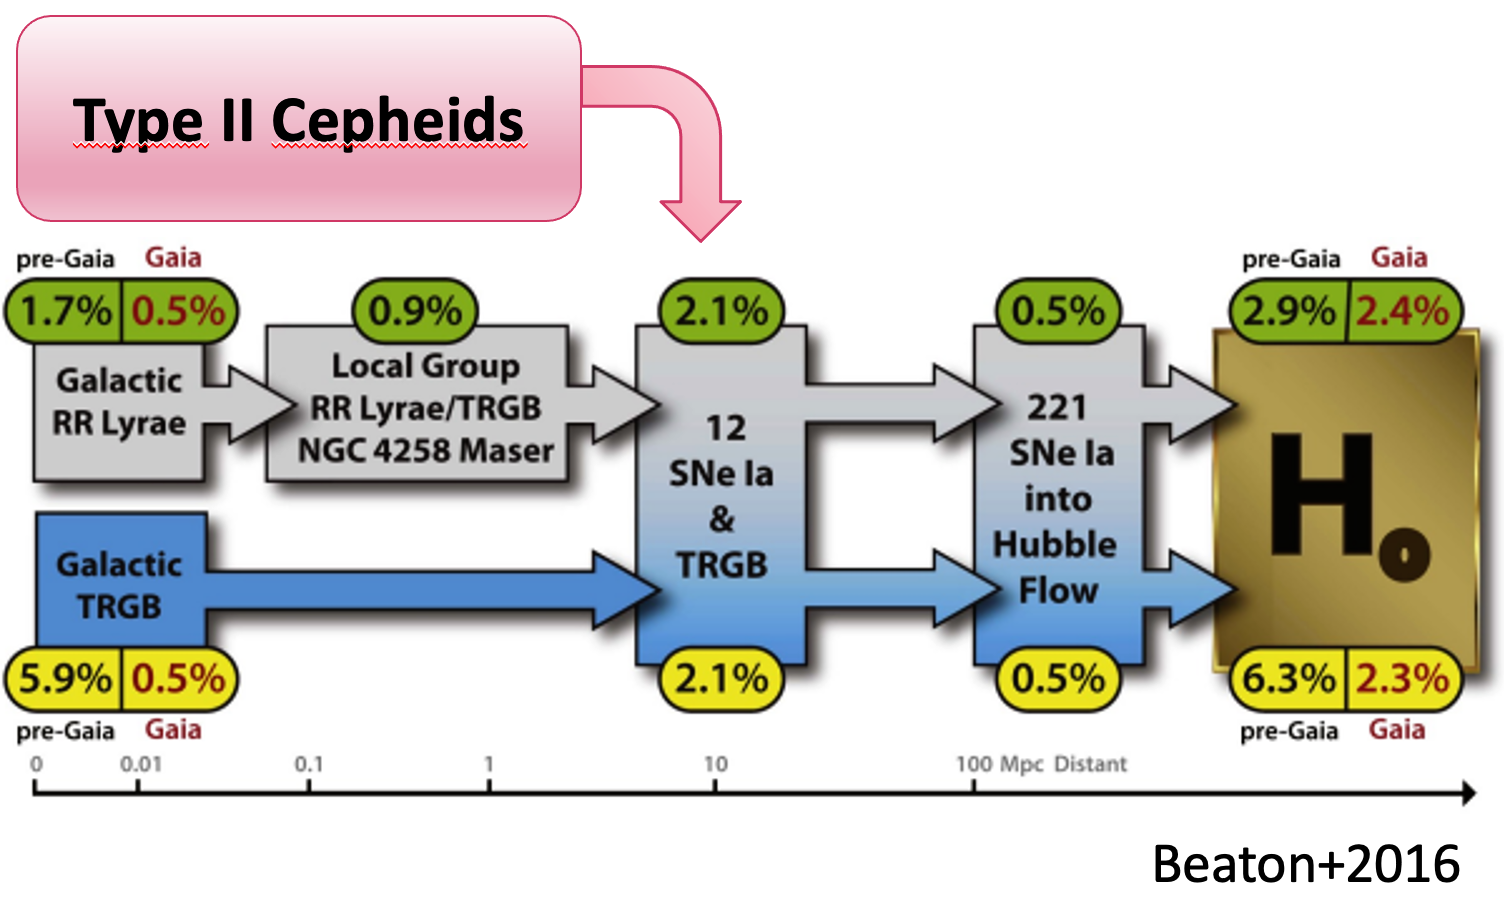 Type II Cepheids
pre-Gaia Gaia
1.7% 0.5%
Galactic
RR Lyrae
0.9%
Local Group
RR Lyrae/TRGB
NGC 4258 Maser
2.1%
12
SNe Ia
&
TRGB
2.1%
0.5%
221
SNe Ia
into
Hubble
Flow
0.5%
pre-Gaia Gaia
2.9% 2.4%
H0
6.3% 2.3%
pre-Gaia Gaia
Galactic
TRGB
5.9% 0.5%
pre-Gaia Gaia
0 0.01 0.1 1 10 100 Mpc Distant
Beaton+2016